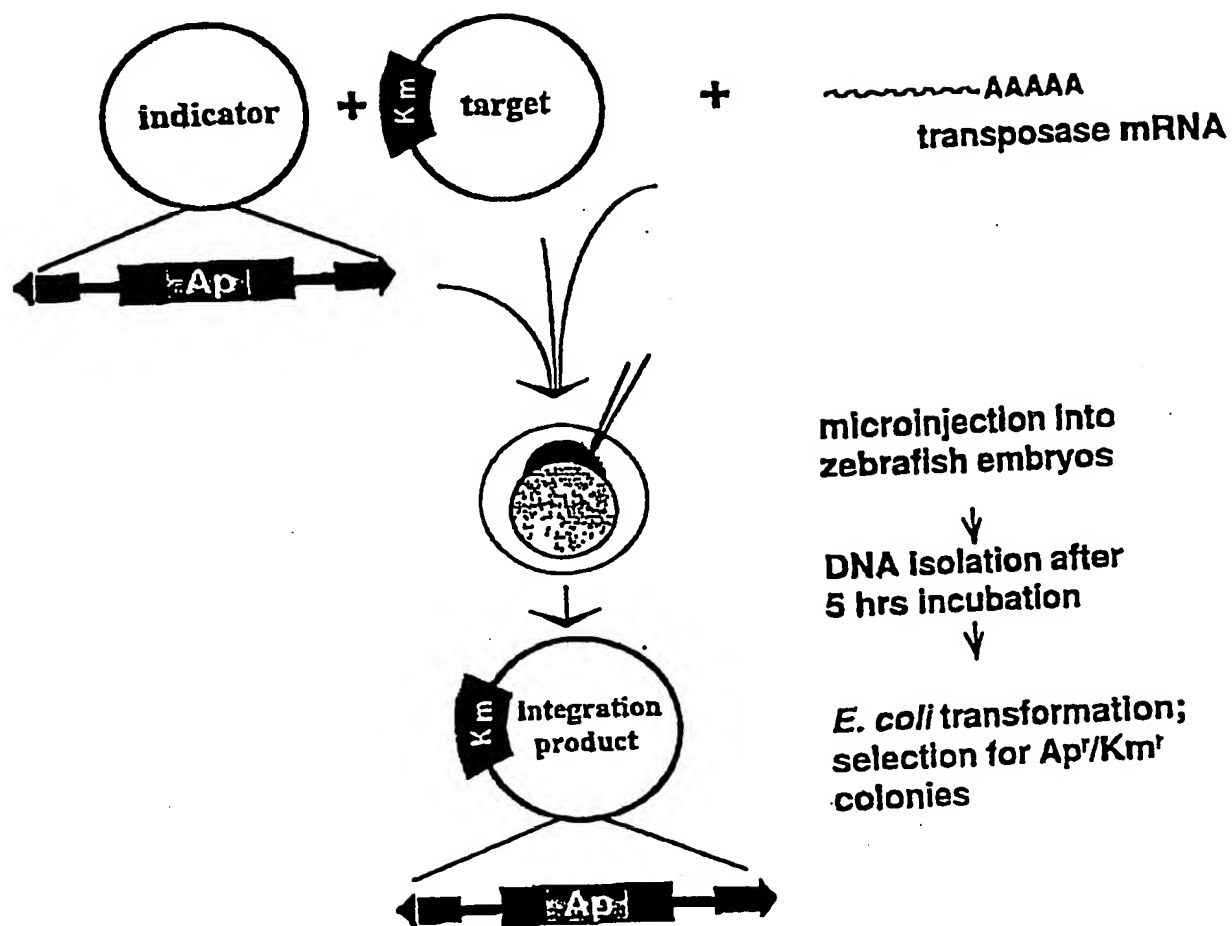 indicator
+
Km
target
+
AAAAA
transposase mRNA
Ap
microinjection into
zebrafish embryos
DNA isolation after
5 hrs incubation
Km
Integration
product
E. coli transformation;
selection for Apʳ/Kmʳ
colonies
Ap